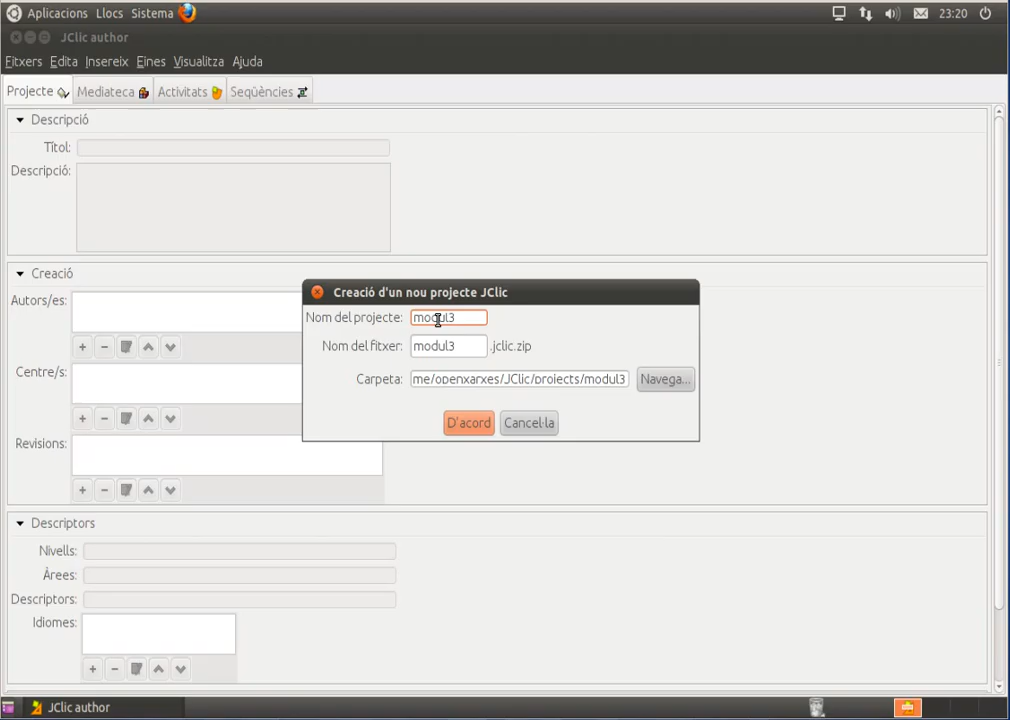 Aplicacions Llocs Sistema 23:20
JClic author
Fitxers Edita Insereix Eines Visualitza Ajuda
Projecte Mediateca Activitats Seqüències
Descripció
Títol:
Descripció:
Creació
Autors/es:
Centre/s:
Revisions:
Creació d'un nou projecte JClic
Nom del projecte: modul3
Nom del fitxer: modul3 .jclic.zip
Carpeta: me/openxarxes/JClic/projects/modul3 Navega...
D'acord Cancel·la
Descriptors
Nivells:
Àrees:
Descriptors:
Idiomes:
JClic author